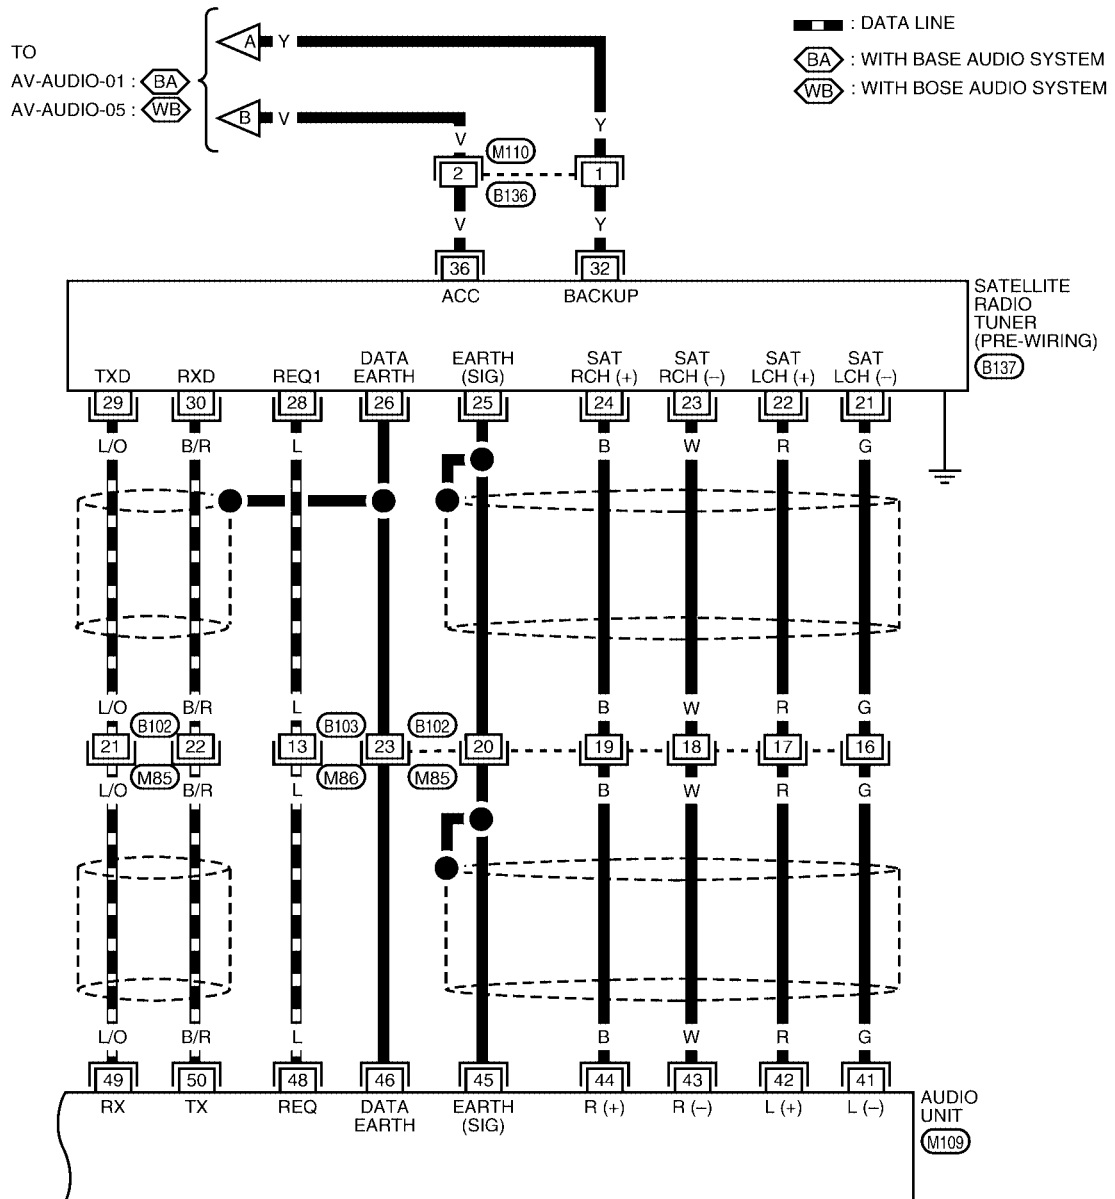 A Y
: DATA LINE
TO
AV-AUDIO-01 : BA
AV-AUDIO-05 : WB
BA : WITH BASE AUDIO SYSTEM
WB : WITH BOSE AUDIO SYSTEM
B V
V Y
M110
2 1
B136
V Y
36 32
ACC BACKUP
SATELLITE
RADIO
TUNER
(PRE-WIRING)
B137
TXD RXD REQ1 DATA EARTH EARTH (SIG) SAT RCH (+) SAT RCH (–) SAT LCH (+) SAT LCH (–)
29 30 28 26 25 24 23 22 21
L/O B/R L B W R G
L/O B/R L B W R G
B102 B103 B102
21 22 13 23 20 19 18 17 16
M85 M86 M85
L/O B/R L B W R G
L/O B/R L B W R G
49 50 48 46 45 44 43 42 41
RX TX REQ DATA EARTH EARTH (SIG) R (+) R (–) L (+) L (–)
AUDIO
UNIT
M109